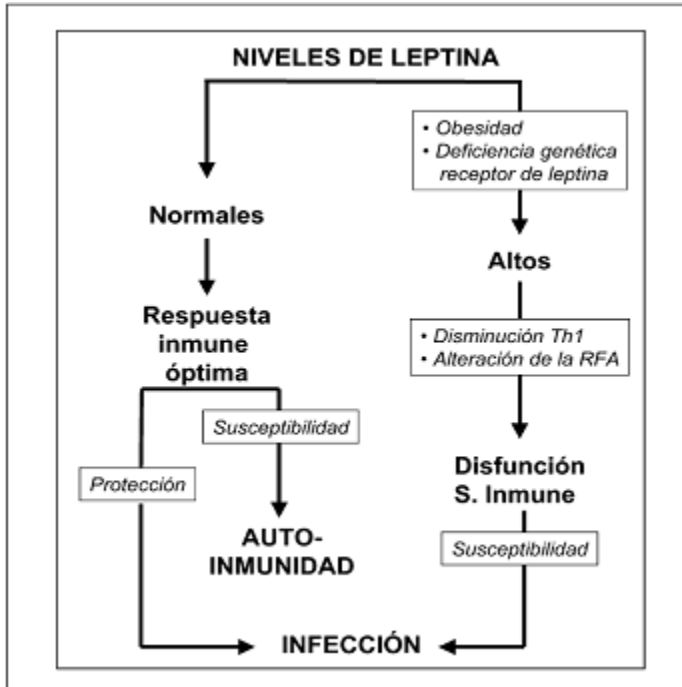 NIVELES DE LEPTINA
• Obesidad
• Deficiencia genética
receptor de leptina
Normales
Altos
Respuesta
inmune
óptima
• Disminución Th1
• Alteración de la RFA
Susceptibilidad
Protección
Disfunción
S. Inmune
AUTO-
INMUNIDAD
Susceptibilidad
INFECCIÓN